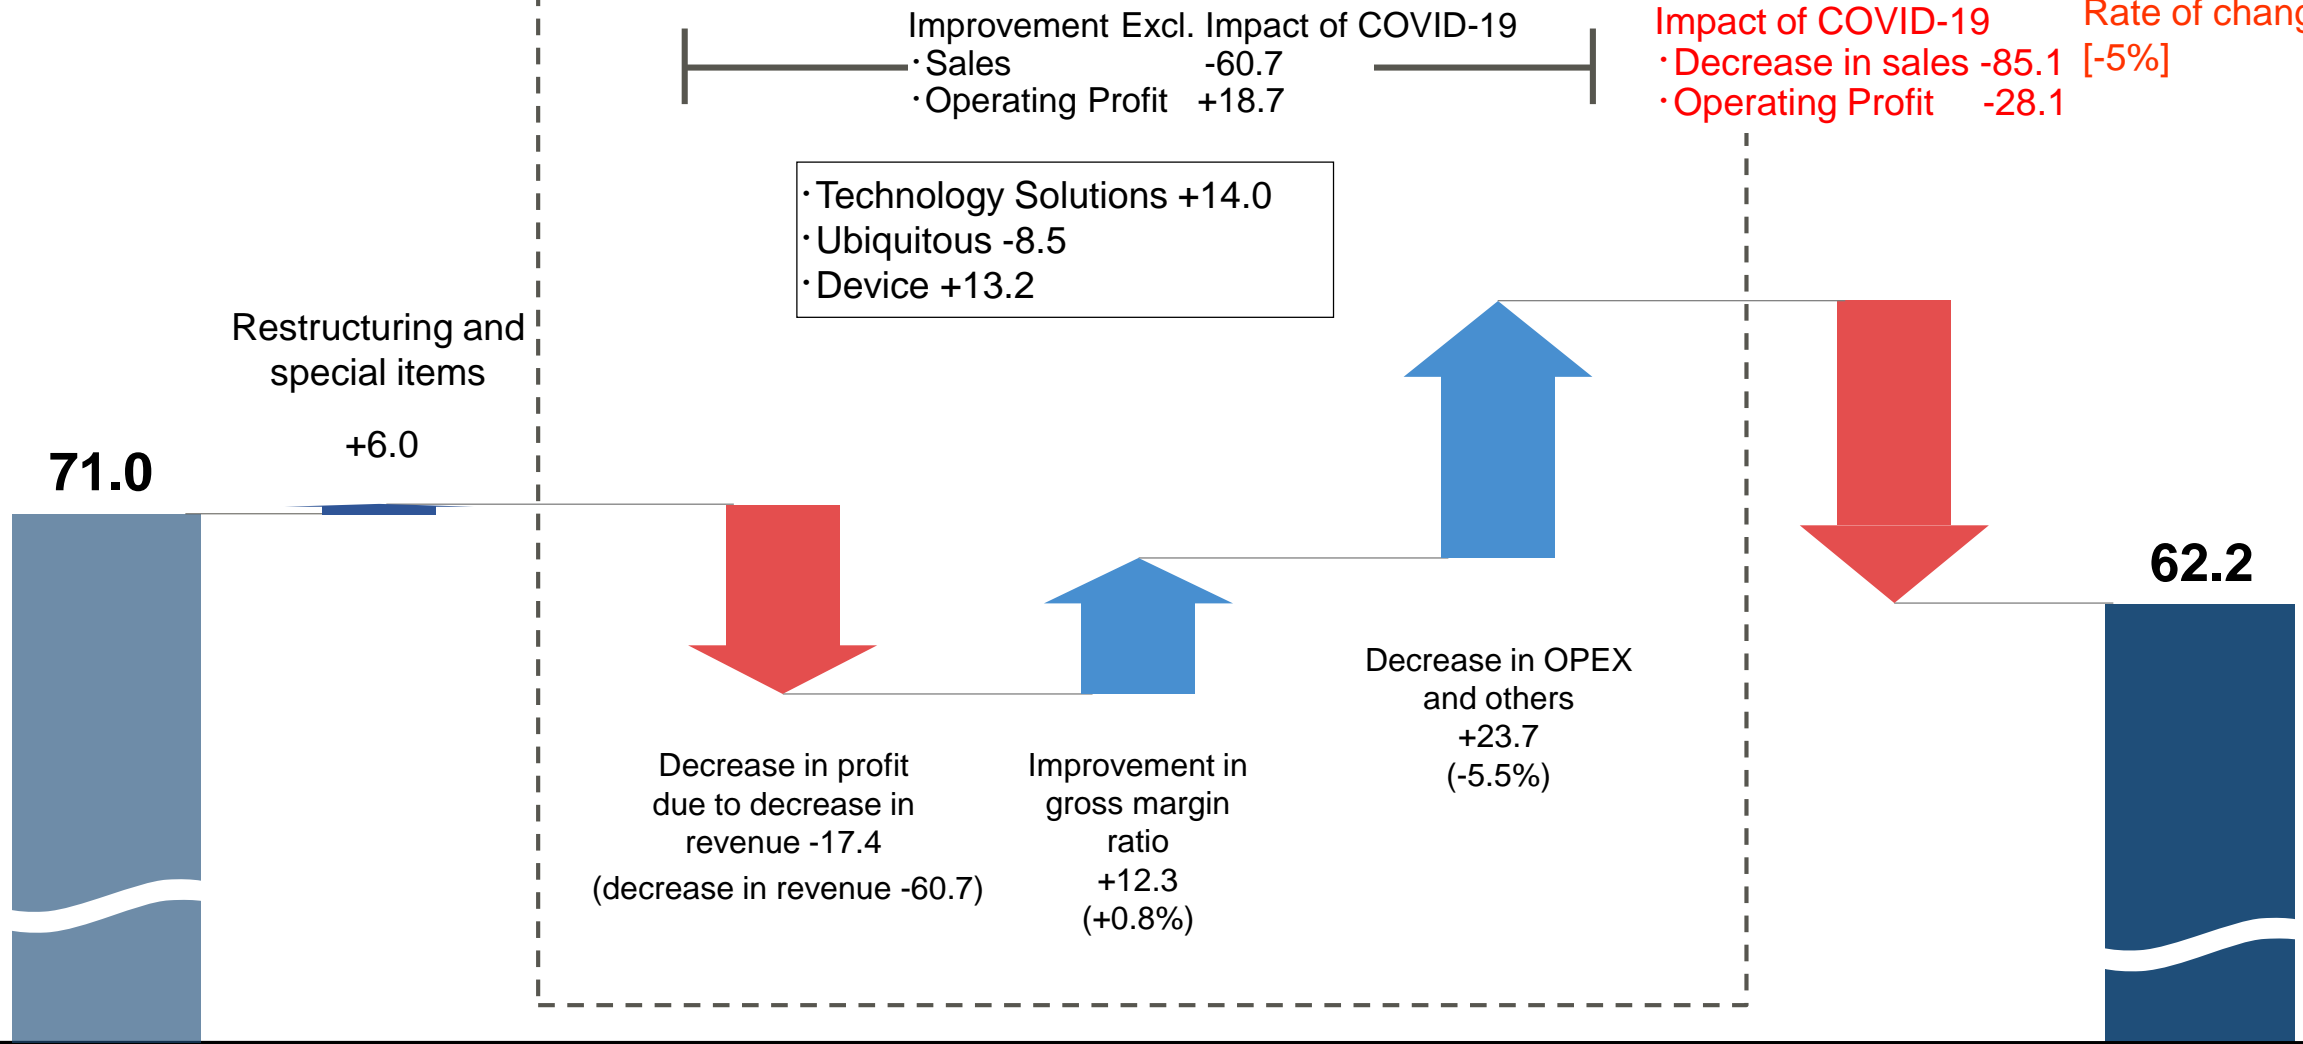 Improvement Excl. Impact of COVID-19
・Sales -60.7
・Operating Profit +18.7
Impact of COVID-19
・Decrease in sales -85.1
・Operating Profit -28.1
Rate of chang
[-5%]
・Technology Solutions +14.0
・Ubiquitous -8.5
・Device +13.2
Restructuring and
special items
+6.0
71.0
62.2
Decrease in profit
due to decrease in
revenue -17.4
(decrease in revenue -60.7)
Improvement in
gross margin
ratio
+12.3
(+0.8%)
Decrease in OPEX
and others
+23.7
(-5.5%)